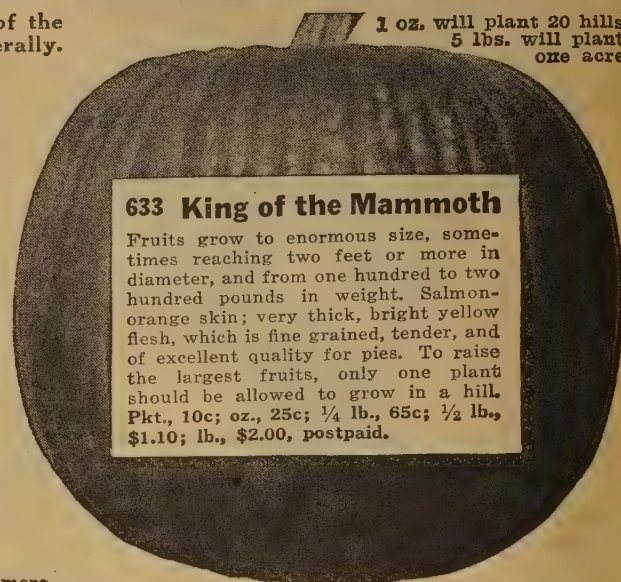 of the
erally.
1 oz. will plant 20 hills
5 lbs. will plant
one acre
633 King of the Mammoth
Fruits grow to enormous size, some-
times reaching two feet or more in
diameter, and from one hundred to two
hundred pounds in weight. Salmon-
orange skin; very thick, bright yellow
flesh, which is fine grained, tender, and
of excellent quality for pies. To raise
the largest fruits, only one plant
should be allowed to grow in a hill.
Pkt., 10c; oz., 25c; ¼ lb., 65c; ½ lb.,
$1.10; lb., $2.00, postpaid.